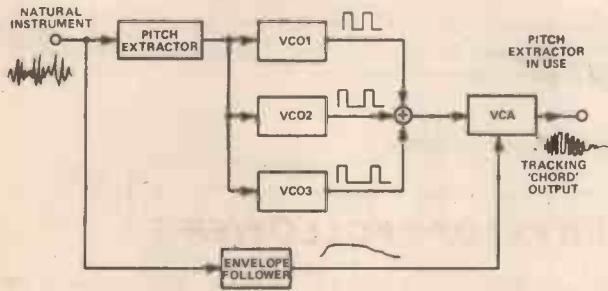 NATURAL
INSTRUMENT
PITCH
EXTRACTOR
VCO1
VCO2
VCO3
PITCH
EXTRACTOR
IN USE
VCA
TRACKING
'CHORD'
OUTPUT
ENVELOPE
FOLLOWER